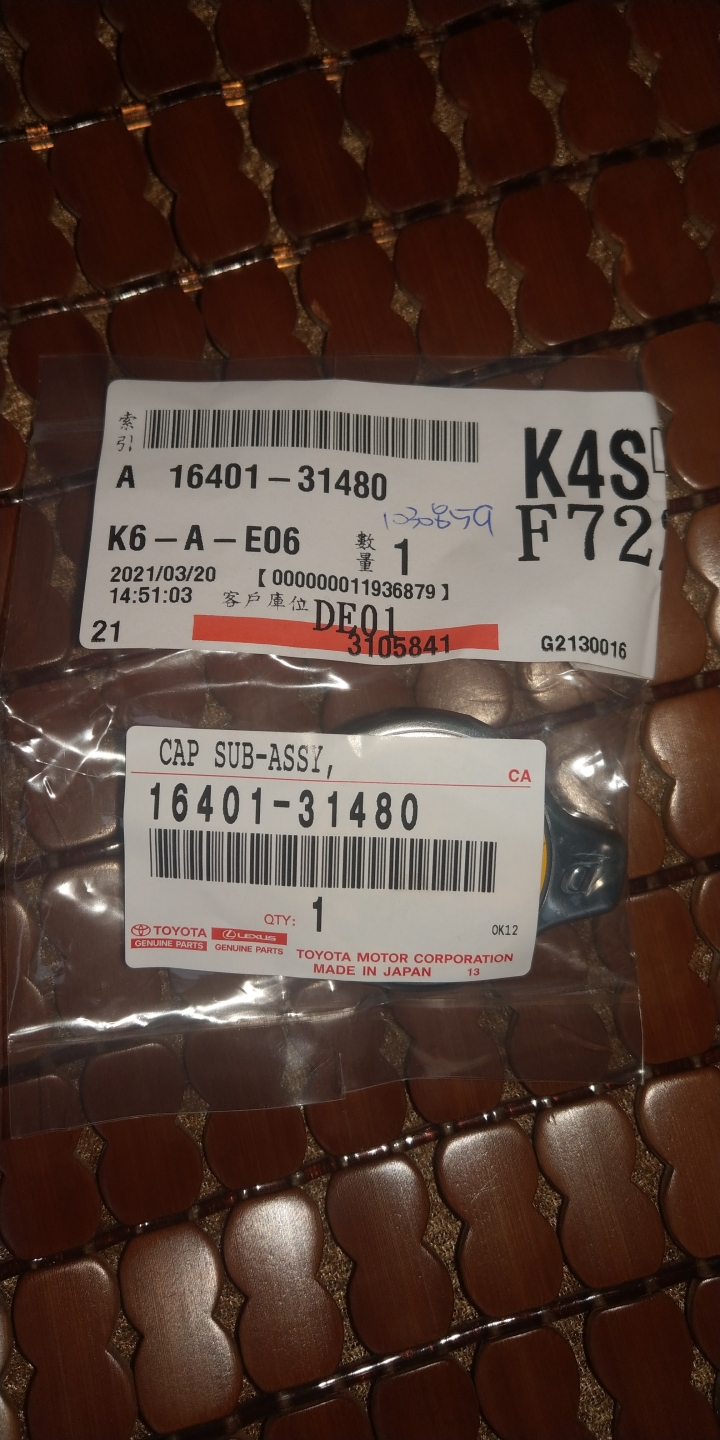 索引
A 16401-31480
K4S
1030859
K6-A-E06
數量 1
F72
2021/03/20 【000000011936879】
14:51:03 客戶庫位 DE01
21 3105841 G2130016
CAP SUB-ASSY,
CA
16401-31480
QTY: 1
0K12
TOYOTA LEXUS
GENUINE PARTS GENUINE PARTS
TOYOTA MOTOR CORPORATION
MADE IN JAPAN 13